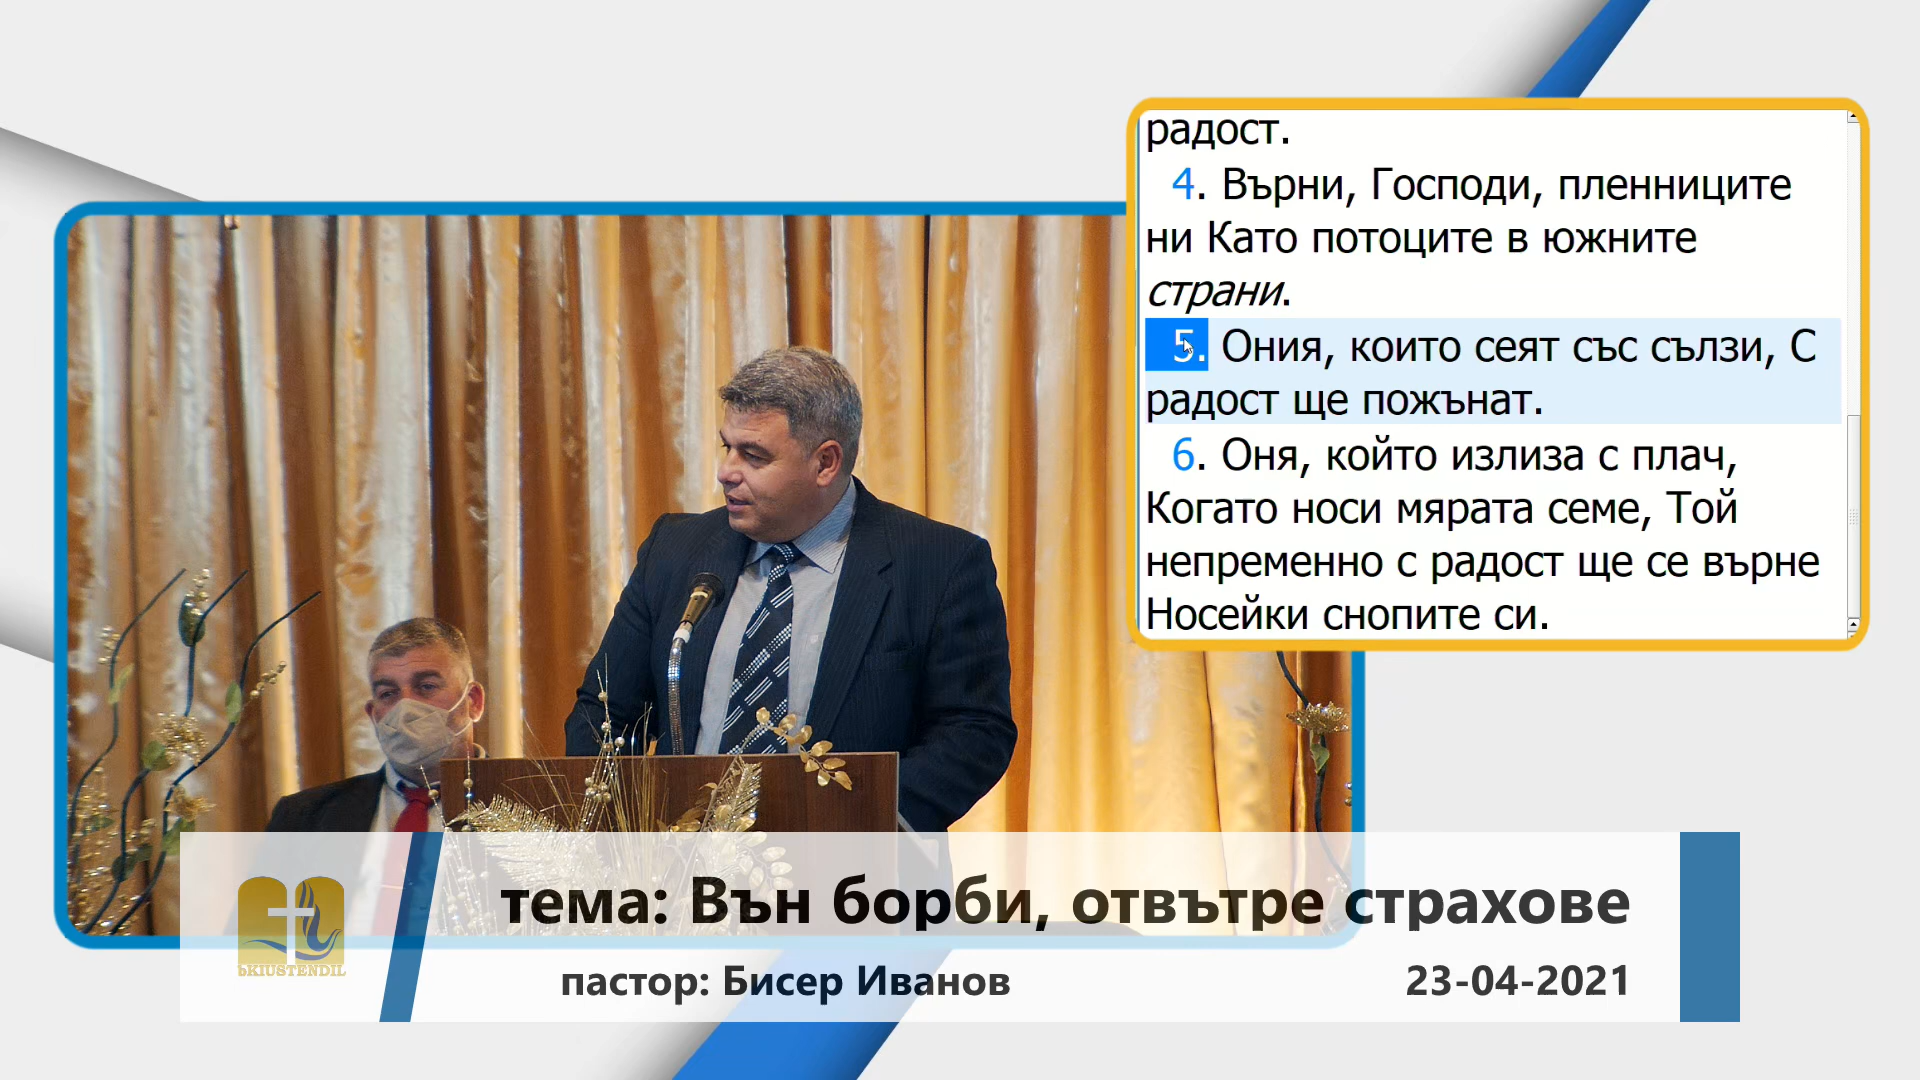 радост.
4. Върни, Господи, пленниците
ни Като потоците в южните
страни.
5. Ония, които сеят със сълзи, С
радост ще пожънат.
6. Оня, който излиза с плач,
Когато носи мярата семе, Той
непременно с радост ще се върне
Носейки снопите си.
тема: Вън борби, отвътре страхове
bKIUSTENDIL
пастор: Бисер Иванов
23-04-2021